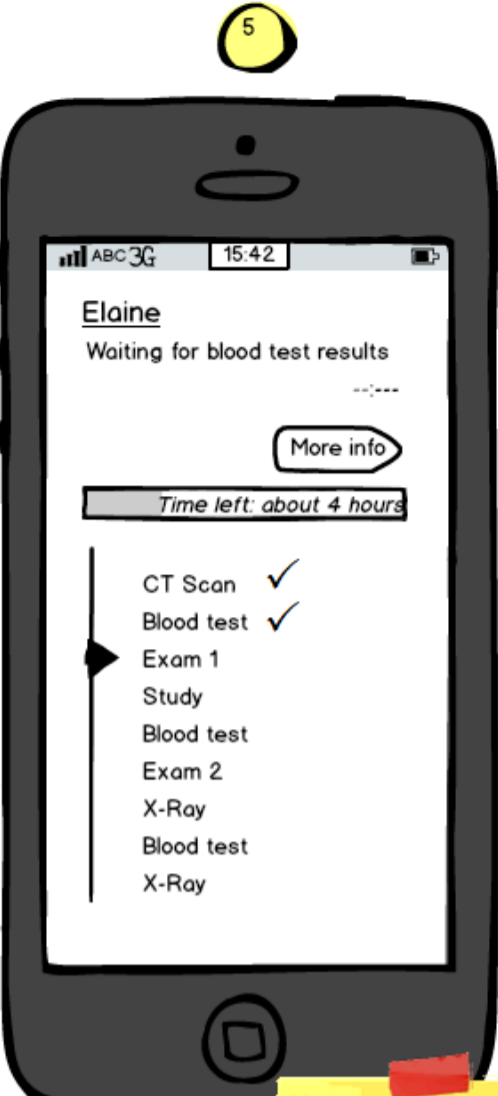 5
ABC 3G 15:42
Elaine
Waiting for blood test results
--:---
More info
Time left: about 4 hours
CT Scan
Blood test
Exam 1
Study
Blood test
Exam 2
X-Ray
Blood test
X-Ray